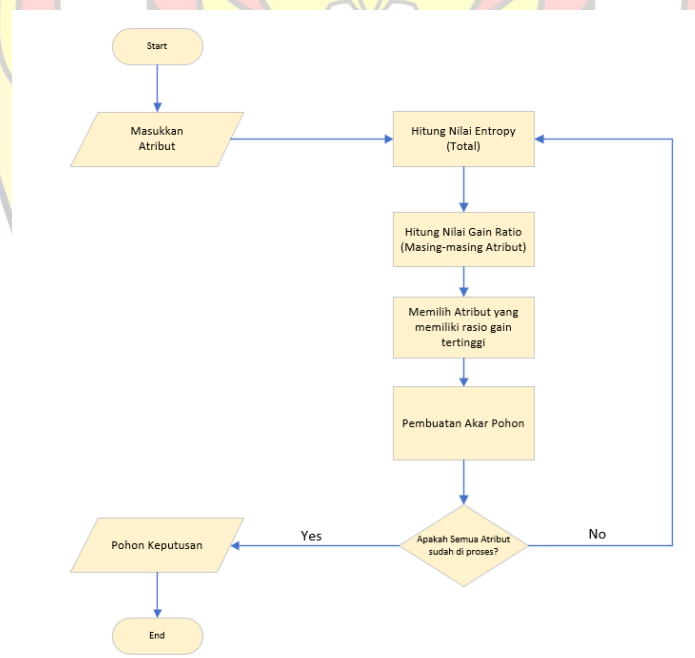 Start
Masukkan
Atribut
Hitung Nilai Entropy
(Total)
Hitung Nilai Gain Ratio
(Masing-masing Atribut)
Memilih Atribut yang
memiliki rasio gain
tertinggi
Pembuatan Akar Pohon
Apakah Semua Atribut
sudah di proses?
No
Yes
Pohon Keputusan
End